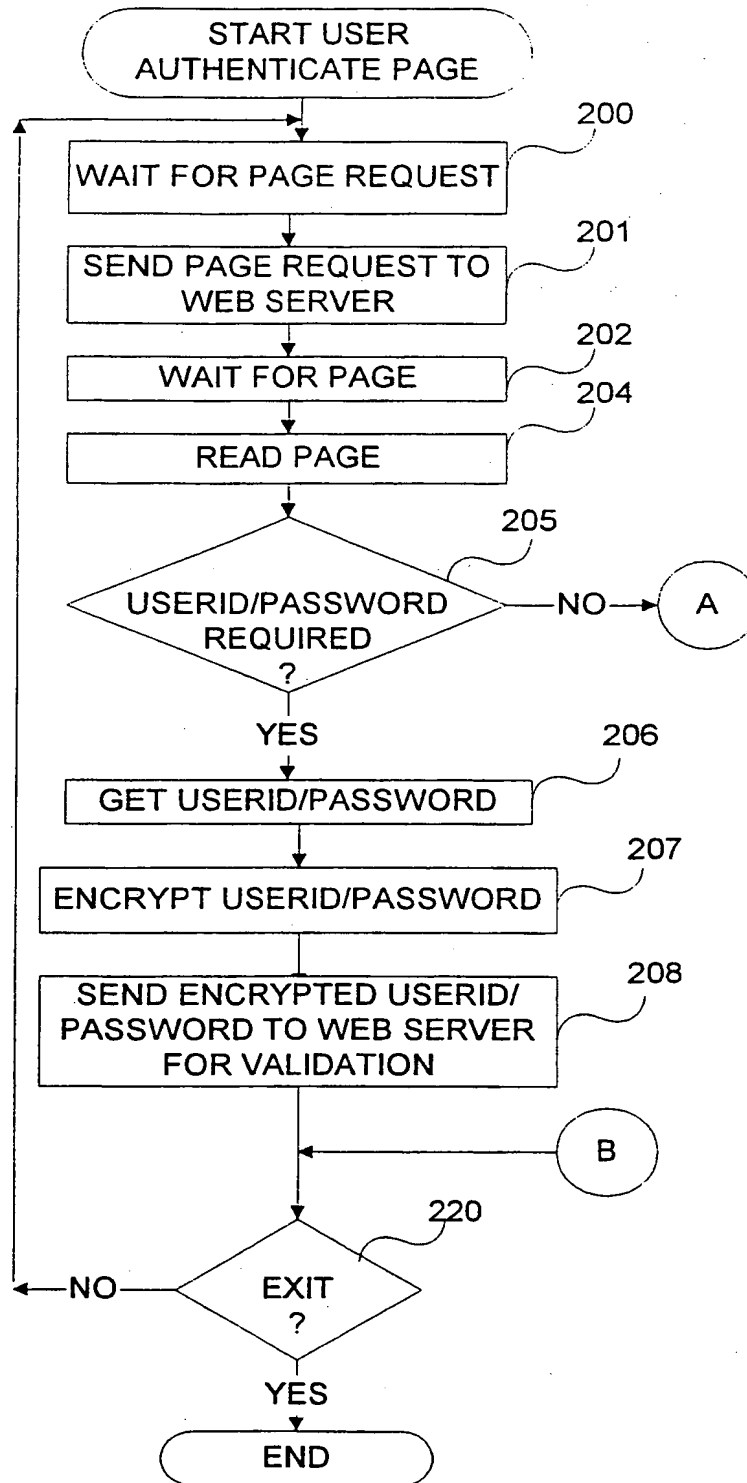 START USER
AUTHENTICATE PAGE
200
WAIT FOR PAGE REQUEST
201
SEND PAGE REQUEST TO
WEB SERVER
202
WAIT FOR PAGE
204
READ PAGE
205
USERID/PASSWORD
REQUIRED
?
NO
A
YES
206
GET USERID/PASSWORD
207
ENCRYPT USERID/PASSWORD
208
SEND ENCRYPTED USERID/
PASSWORD TO WEB SERVER
FOR VALIDATION
B
220
EXIT
?
NO
YES
END